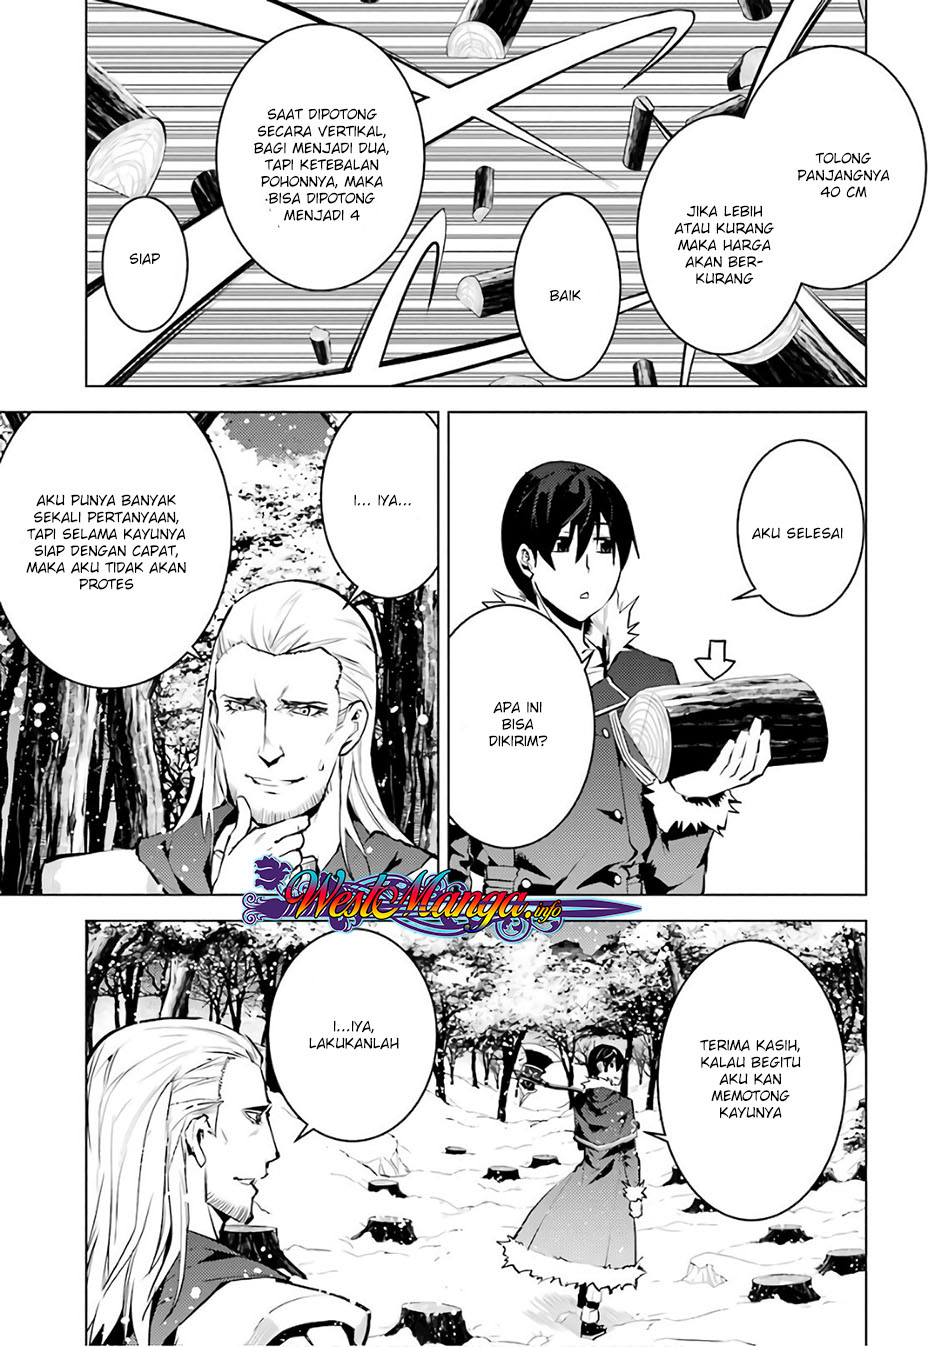 TOLONG
PANJANGNYA
40 CM
JIKA LEBIH
ATAU KURANG
MAKA HARGA
AKAN BER-
KURANG
BAIK
SAAT DIPOTONG
SECARA VERTIKAL,
BAGI MENJADI DUA,
TAPI KETEBALAN
POHONNYA, MAKA
BISA DIPOTONG
MENJADI 4
SIAP
AKU SELESAI
APA INI
BISA
DIKIRIM?
I... IYA...
AKU PUNYA BANYAK
SEKALI PERTANYAAN,
TAPI SELAMA KAYUNYA
SIAP DENGAN CAPAT,
MAKA AKU TIDAK AKAN
PROTES
WestManga.info
TERIMA KASIH,
KALAU BEGITU
AKU KAN
MEMOTONG
KAYUNYA
I...IYA,
LAKUKANLAH